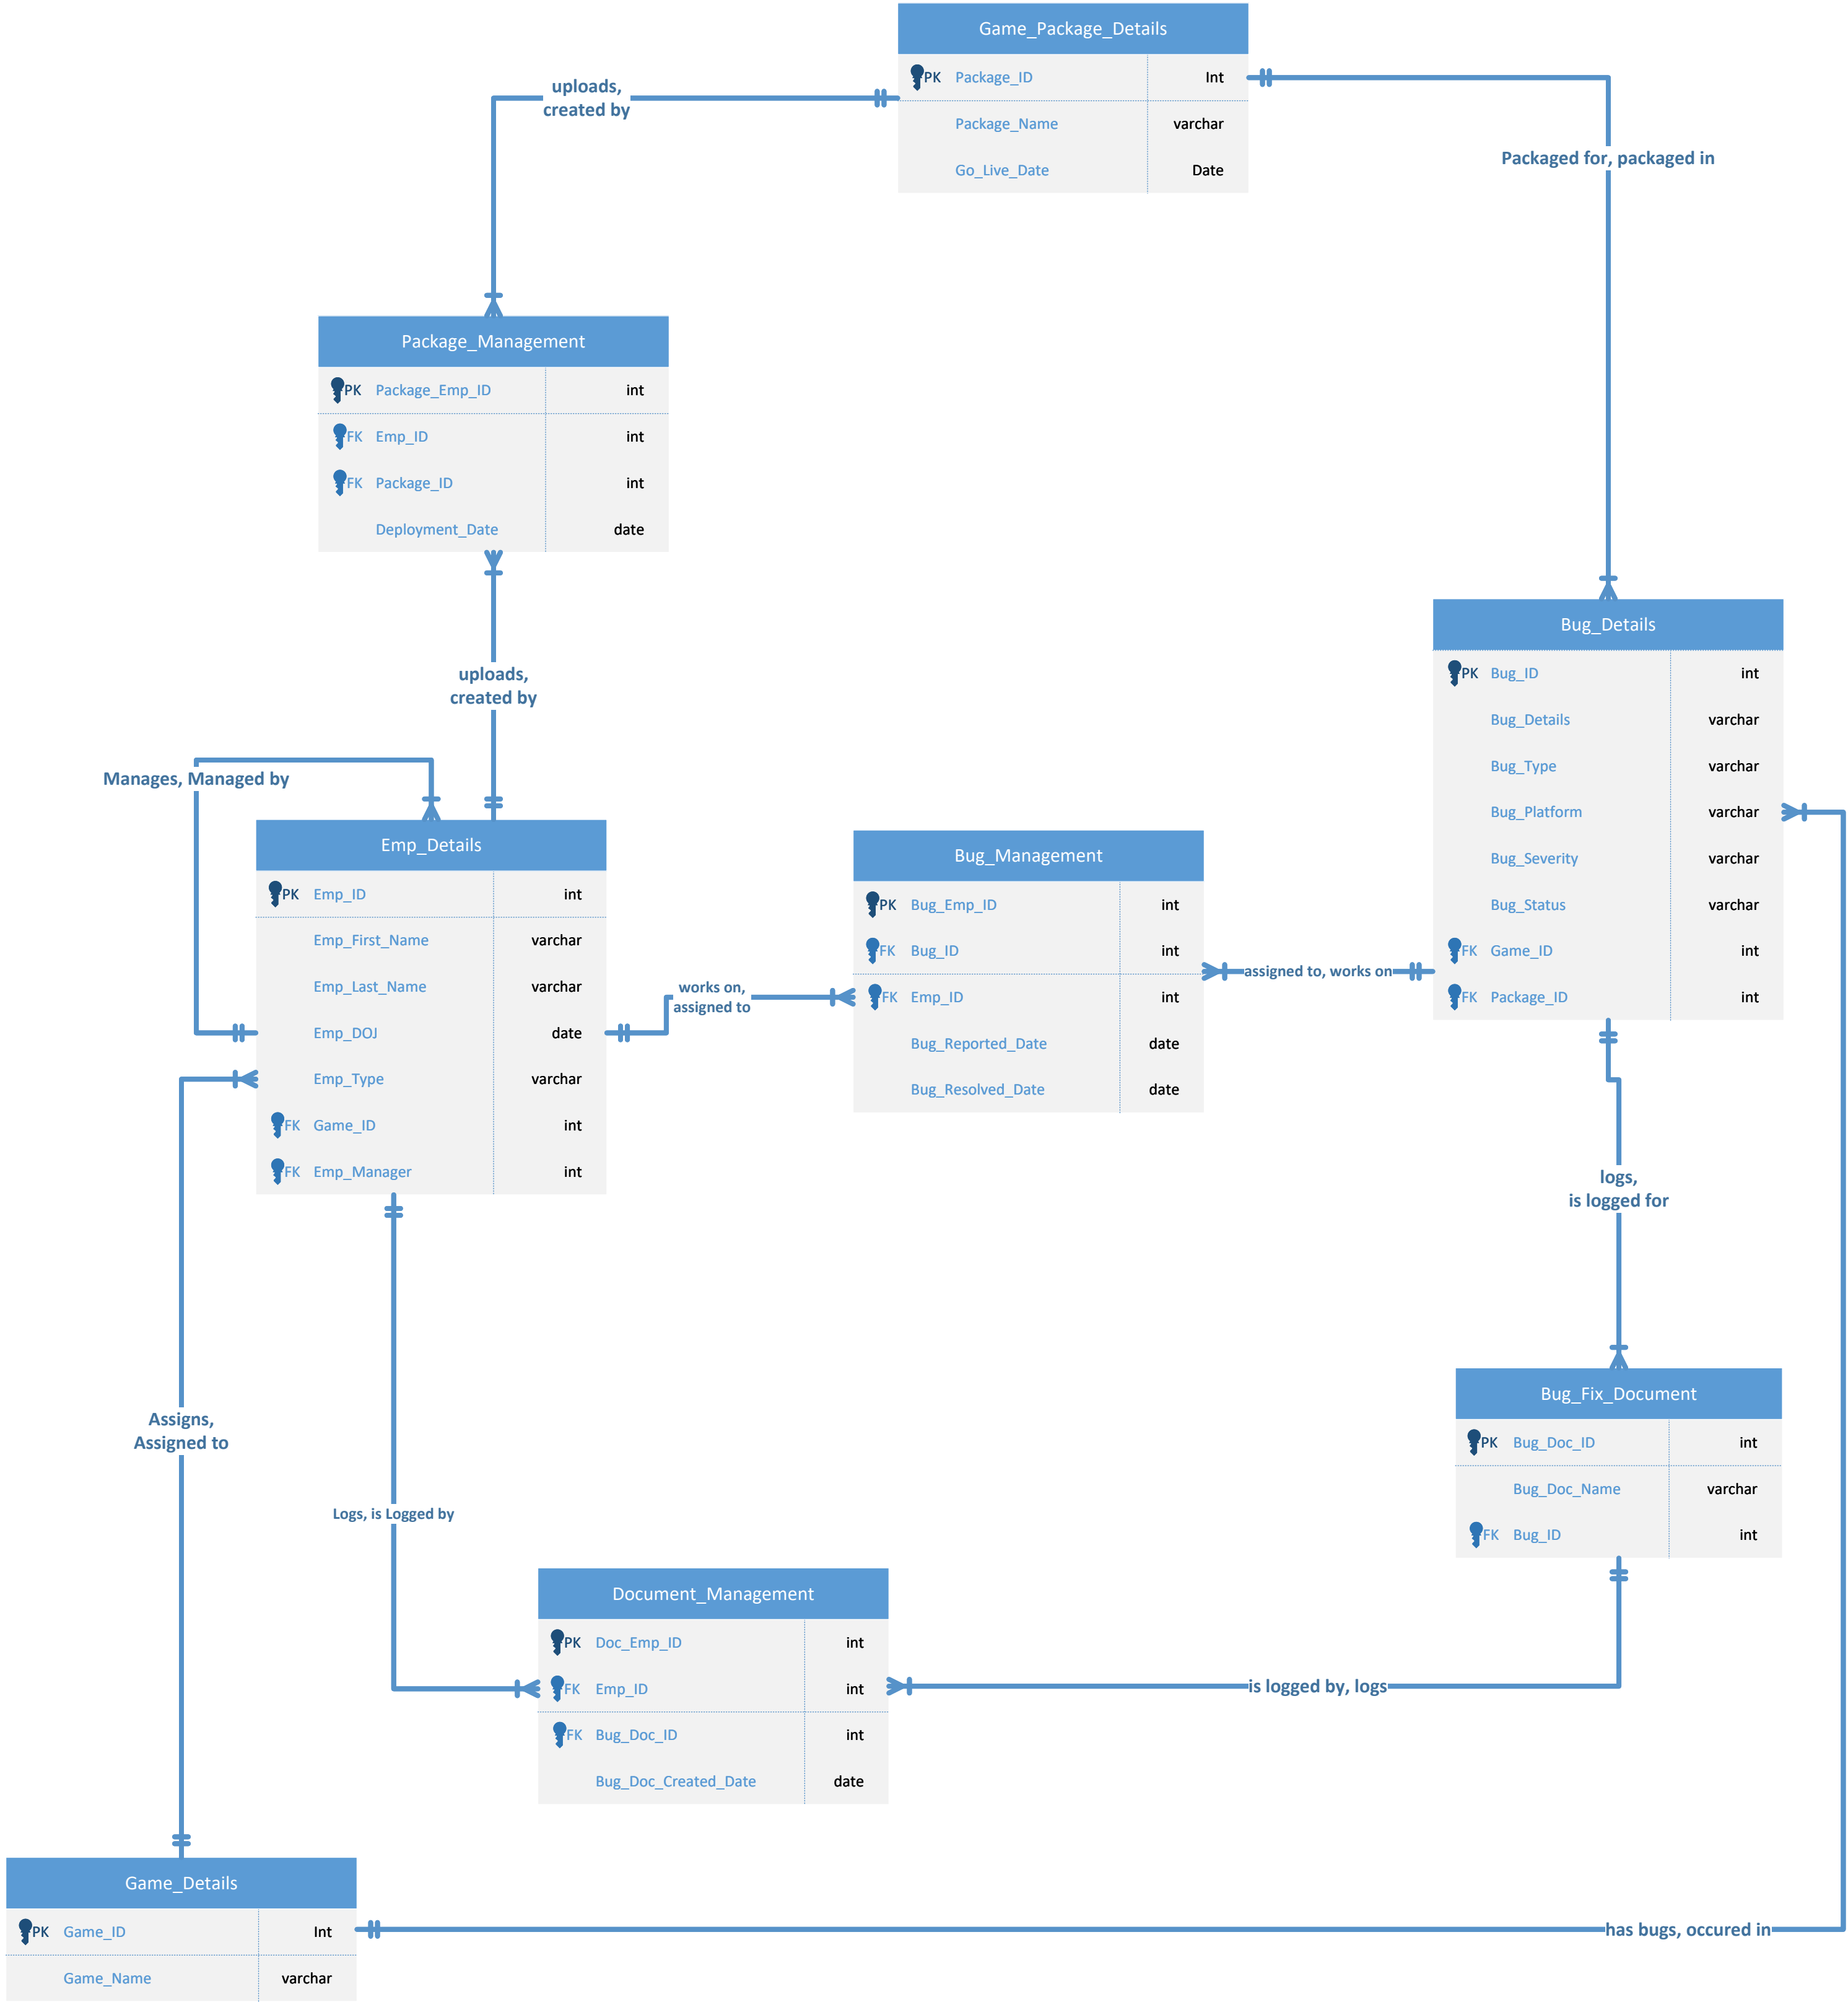 Game_Package_Details
PK Package_ID Int
Package_Name varchar
Go_Live_Date Date
uploads,
created by
Packaged for, packaged in
Package_Management
PK Package_Emp_ID int
FK Emp_ID int
FK Package_ID int
Deployment_Date date
uploads,
created by
Manages, Managed by
Bug_Details
PK Bug_ID int
Bug_Details varchar
Bug_Type varchar
Bug_Platform varchar
Bug_Severity varchar
Bug_Status varchar
FK Game_ID int
FK Package_ID int
Emp_Details
PK Emp_ID int
Emp_First_Name varchar
Emp_Last_Name varchar
Emp_DOJ date
Emp_Type varchar
FK Game_ID int
FK Emp_Manager int
works on,
assigned to
Bug_Management
PK Bug_Emp_ID int
FK Bug_ID int
FK Emp_ID int
Bug_Reported_Date date
Bug_Resolved_Date date
assigned to, works on
logs,
is logged for
Bug_Fix_Document
PK Bug_Doc_ID int
Bug_Doc_Name varchar
FK Bug_ID int
Assigns,
Assigned to
Logs, is Logged by
Document_Management
PK Doc_Emp_ID int
FK Emp_ID int
FK Bug_Doc_ID int
Bug_Doc_Created_Date date
is logged by, logs
Game_Details
PK Game_ID Int
Game_Name varchar
has bugs, occured in